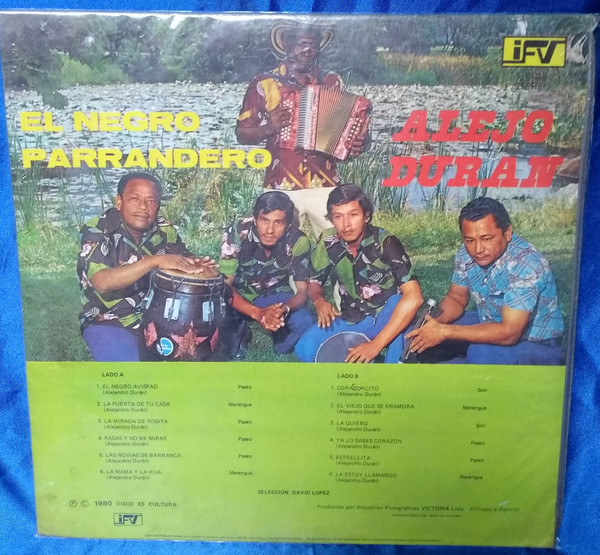 iFV
EL NEGRO
PARRANDERO
ALEJO
DURAN
LADO A
1. EL NEGRO AVISPAO Paseo
(Alejandro Durán)
2. LA PUERTA DE TU CASA Merengue
(Alejandro Durán)
3. LA MIRADA DE ROSITA Paseo
(Alejandro Durán)
4. PASAS Y NO ME MIRAS Paseo
(Alejandro Durán)
5. LAS NOVIAS DE BARRANCA Paseo
(Alejandro Durán)
6. LA MAMA Y LA HIJA Merengue
(Alejandro Durán)
LADO B
1. CORAZONCITO Son
(Alejandro Durán)
2. EL VIEJO QUE SE ENAMORA Merengue
(Alejandro Durán)
3. LA QUIERO Son
(Alejandro Durán)
4. YA LO SABES CORAZON Paseo
(Alejandro Durán)
5. ESTRELLITA Paseo
(Alejandro Durán)
6. LA ESTOY LLAMANDO Merengue
(Alejandro Durán)
SELECCION: DAVID LOPEZ
Ⓟ © 1980 DISCO ES CULTURA
Producido por Industrias Fonográficas VICTORIA Ltda.
iFV